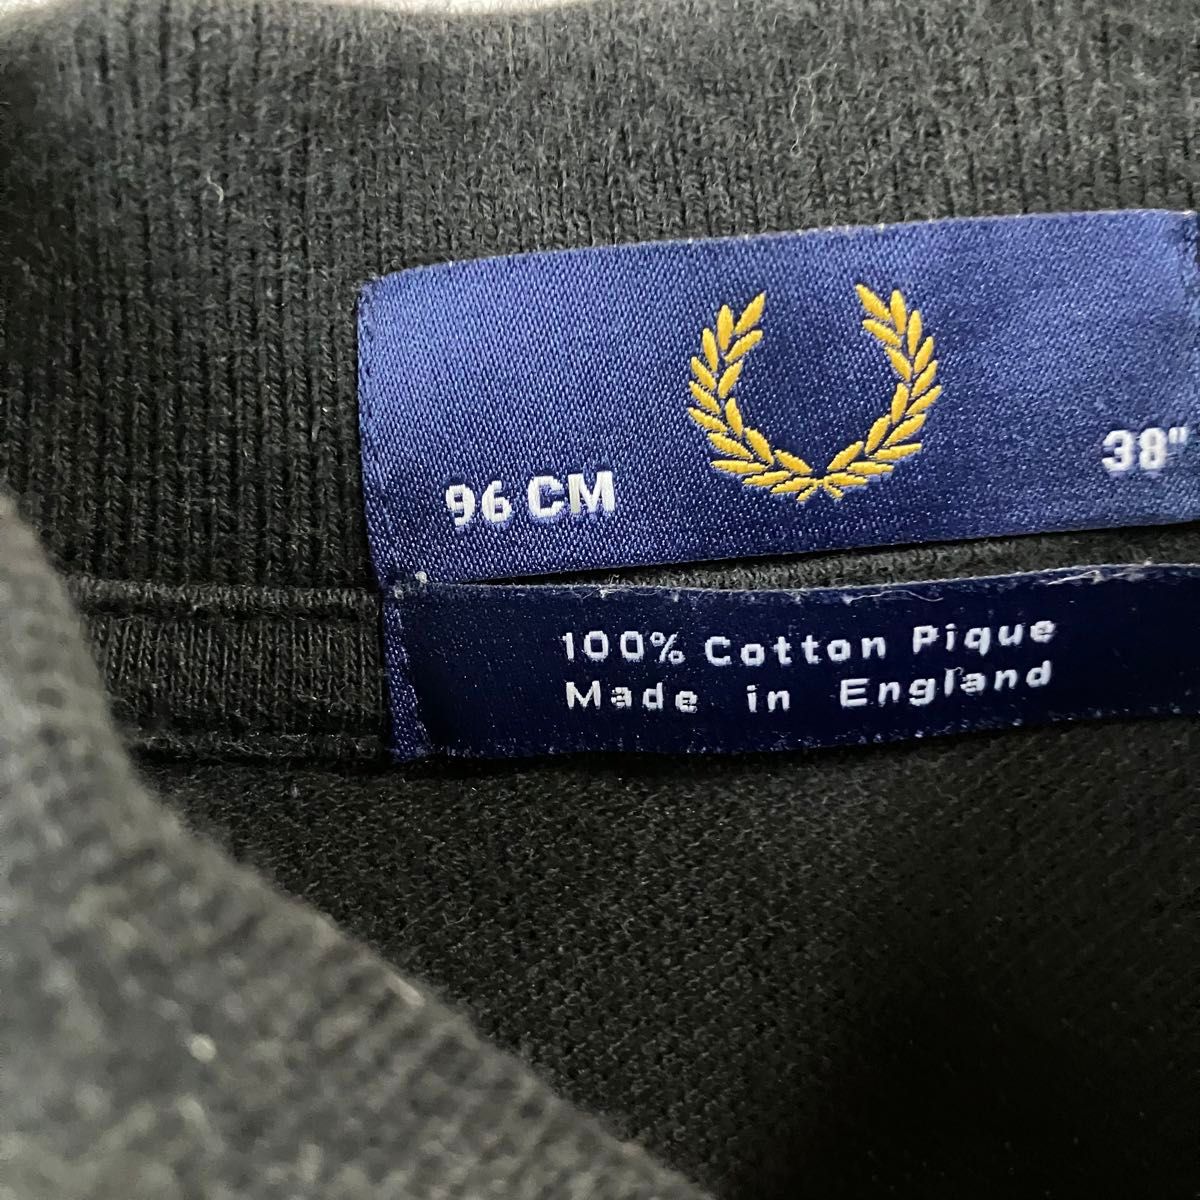 96 CM 38"
100% Cotton Pique
Made in England